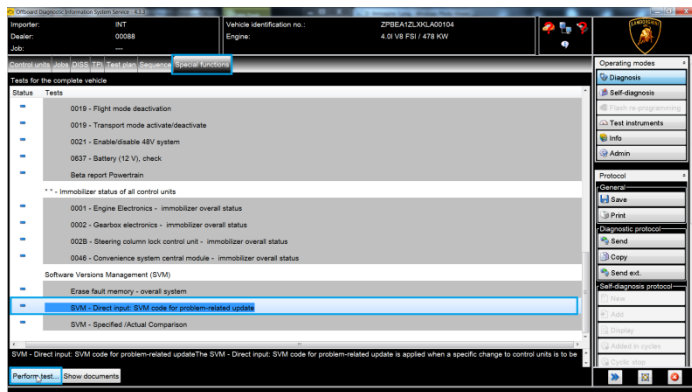 Offboard Diagnostic Information System Service - 4.3.3
Importer: INT Vehicle identification no.: ZPBEA1ZLXKLA00104
Dealer: 00088 Engine: 4.0l V8 FSI / 478 KW
Job: ---
Control units Jobs DISS TPI Test plan Sequence Special functions
Tests for the complete vehicle
Status Tests
0019 - Flight mode deactivation
0019 - Transport mode activate/deactivate
0021 - Enable/disable 48V system
0637 - Battery (12 V), check
Beta report Powertrain
* * - Immobilizer status of all control units
0001 - Engine Electronics - immobilizer overall status
0002 - Gearbox electronics - immobilizer overall status
002B - Steering column lock control unit - immobilizer overall status
0046 - Convenience system central module - immobilizer overall status
Software Versions Management (SVM)
Erase fault memory - overall system
SVM - Direct input: SVM code for problem-related update
SVM - Specified /Actual Comparison
SVM - Direct input: SVM code for problem-related updateThe SVM - Direct input: SVM code for problem-related update is applied when a specific change to control units is to be
Perform test... Show documents
Operating modes
Diagnosis
Self-diagnosis
Flash re-programming
Test instruments
Info
Admin
Protocol
General
Save
Print
Diagnostic protocol
Send
Copy
Send ext.
Self-diagnosis protocol
New
Add
Display
Added in cycles
Cyclic stop